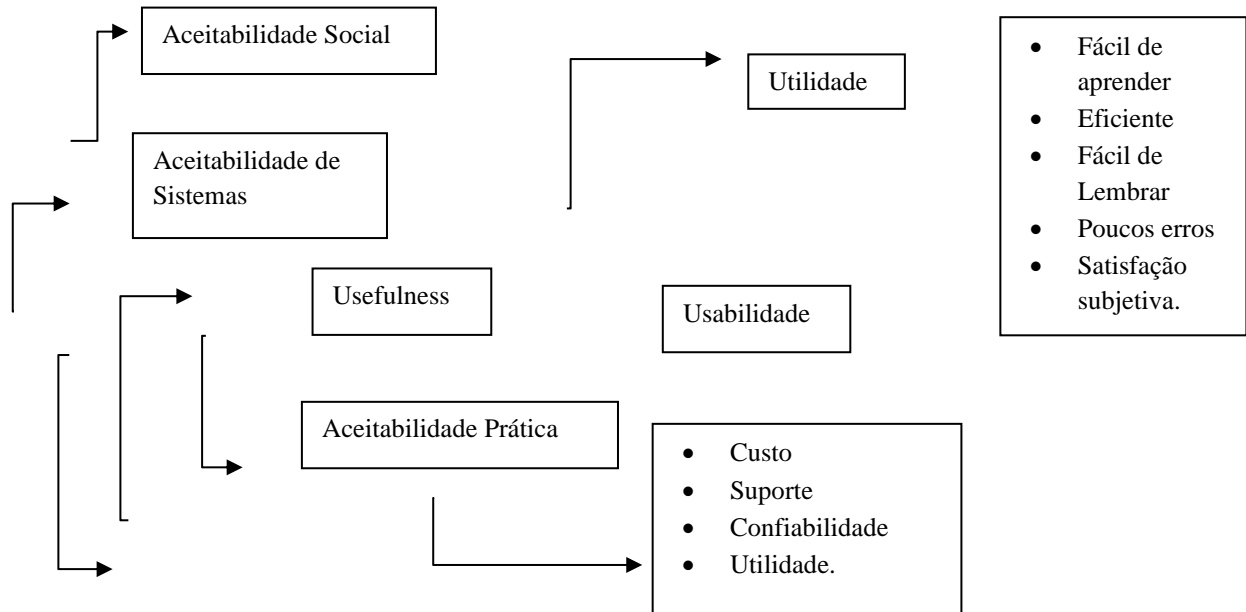 Aceitabilidade Social
Utilidade
• Fácil de
aprender
• Eficiente
• Fácil de
Lembrar
• Poucos erros
• Satisfação
subjetiva.
Aceitabilidade de
Sistemas
Usefulness
Usabilidade
Aceitabilidade Prática
• Custo
• Suporte
• Confiabilidade
• Utilidade.